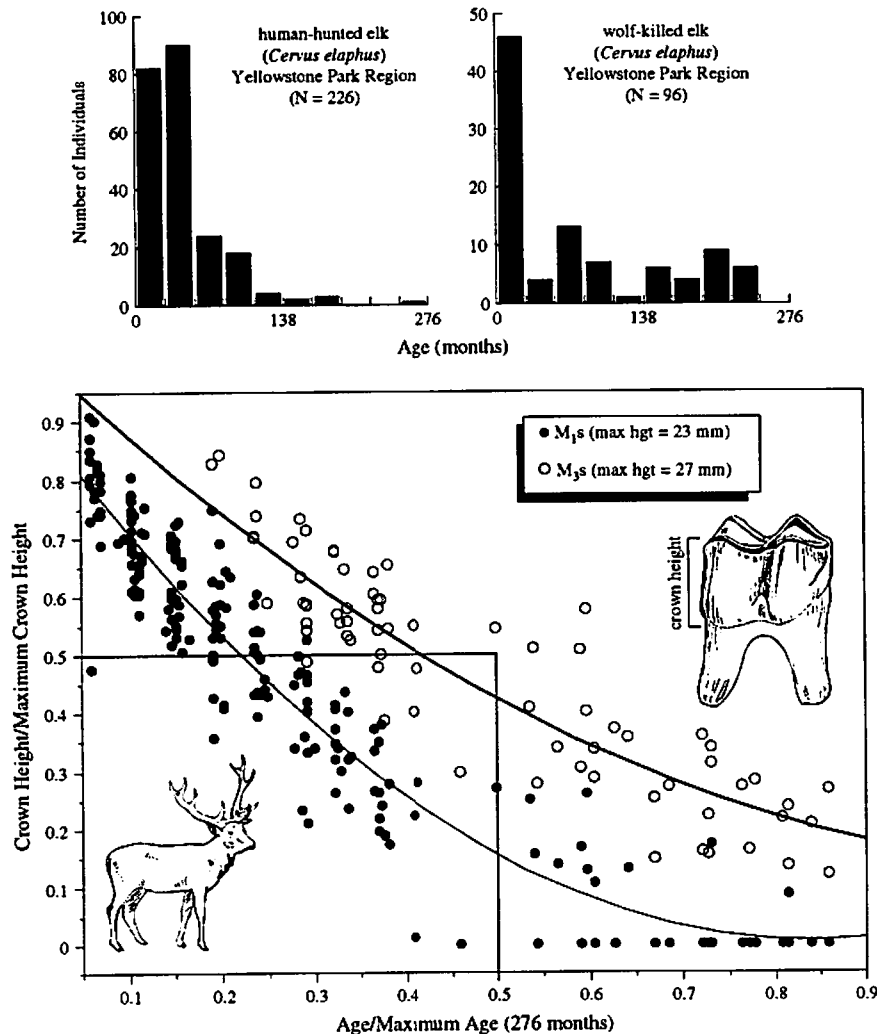 human-hunted elk
(Cervus elaphus)
Yellowstone Park Region
(N = 226)
Number of Individuals
100
80
60
40
20
0
0
138
276
wolf-killed elk
(Cervus elaphus)
Yellowstone Park Region
(N = 96)
50
40
30
20
10
0
0
138
276
Age (months)
Crown Height/Maximum Crown Height
0.9
0.8
0.7
0.6
0.5
0.4
0.3
0.2
0.1
0
M₁s (max hgt = 23 mm)
M₃s (max hgt = 27 mm)
crown height
0.1
0.2
0.3
0.4
0.5
0.6
0.7
0.8
0.9
Age/Maximum Age (276 months)